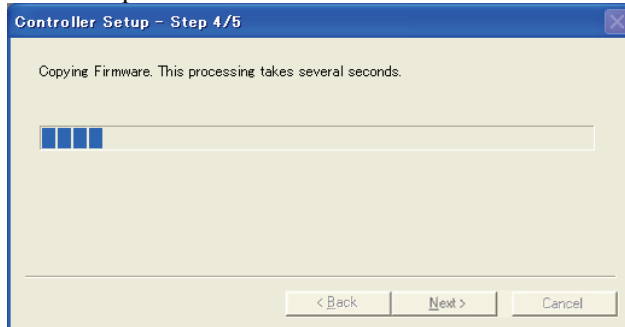 Controller Setup - Step 4/5
Copying Firmware. This processing takes several seconds.
< Back
Next >
Cancel